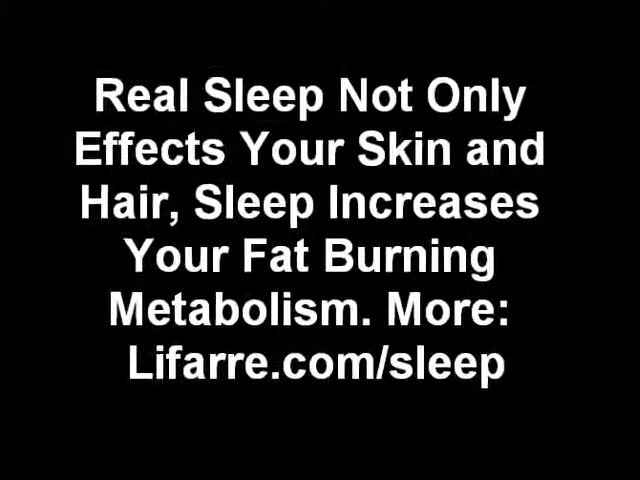 Real Sleep Not Only
Effects Your Skin and
Hair, Sleep Increases
Your Fat Burning
Metabolism. More:
Lifarre.com/sleep